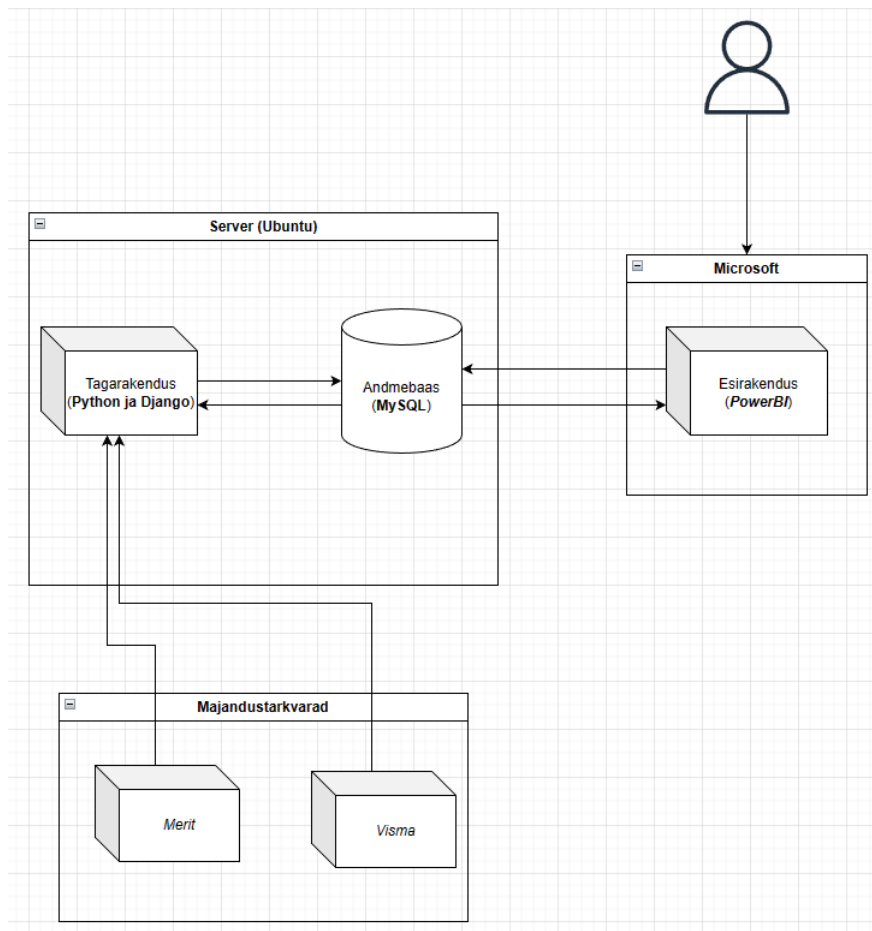 Server (Ubuntu)
Microsoft
Tagarakendus
(Python ja Django)
Andmebaas
(MySQL)
Esirakendus
(PowerBI)
Majandustarkvarad
Merit
Visma